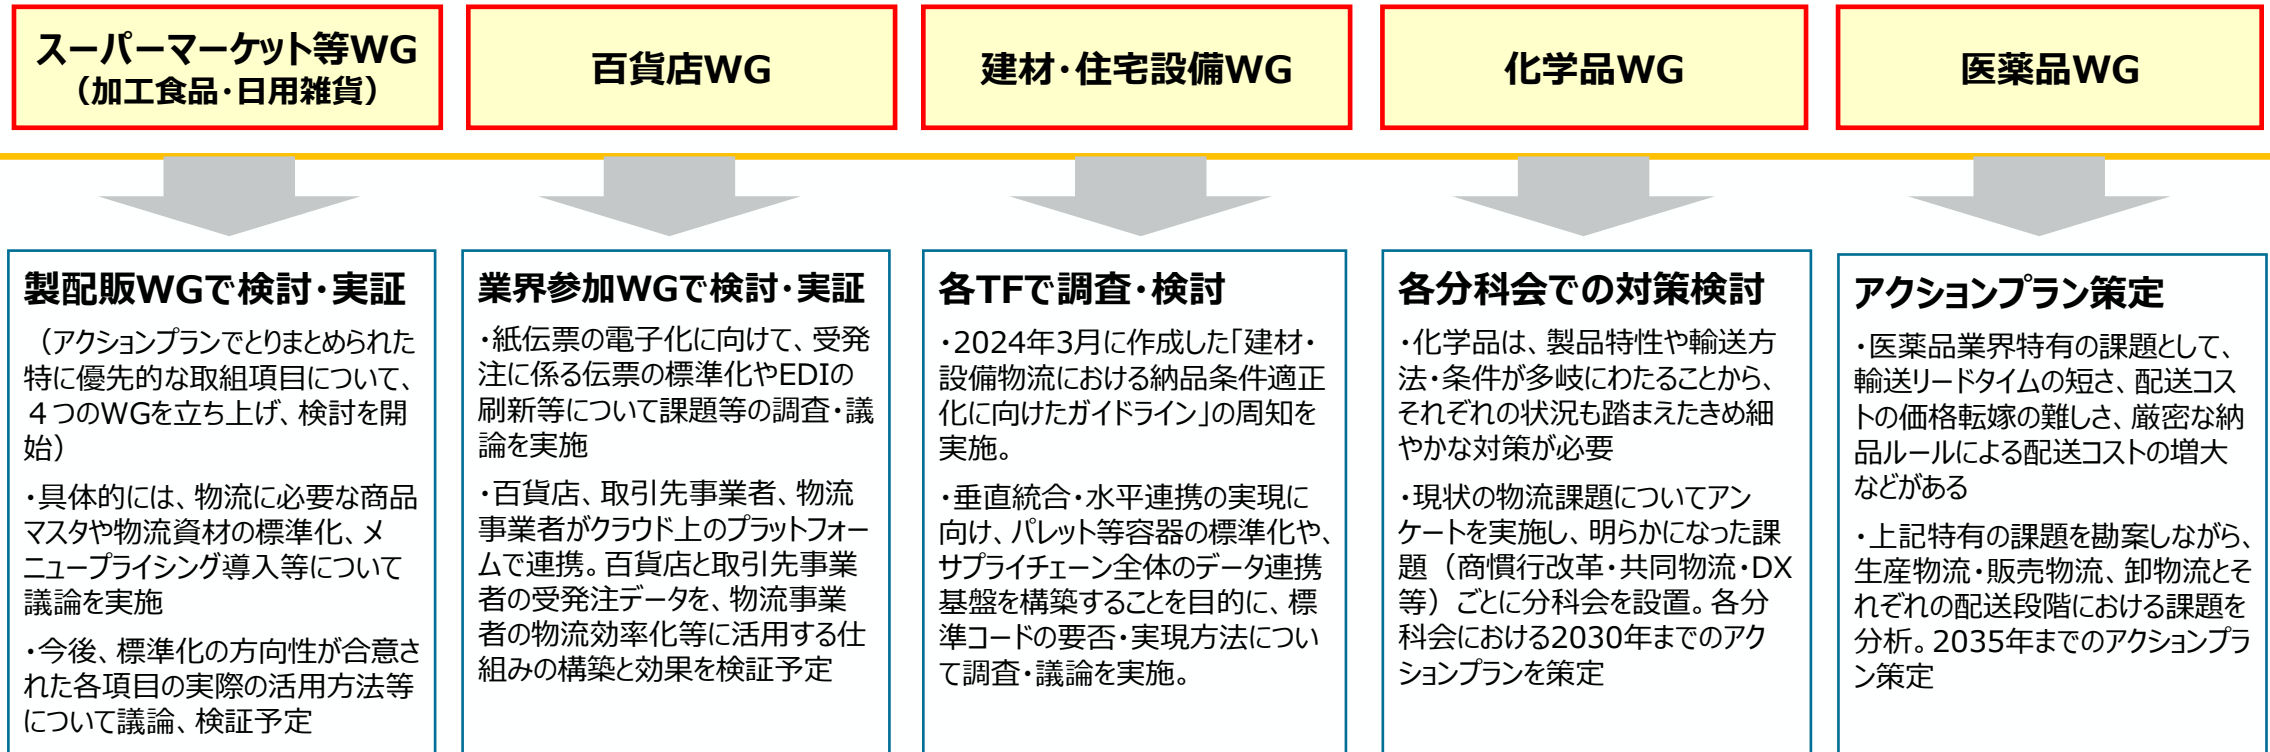 スーパーマーケット等WG
（加工食品・日用雑貨）
百貨店WG
建材・住宅設備WG
化学品WG
医薬品WG
製配販WGで検討・実証
（アクションプランでとりまとめられた
特に優先的な取組項目について、
４つのWGを立ち上げ、検討を開
始）
・具体的には、物流に必要な商品
マスタや物流資材の標準化、メ
ニュープライシング導入等について
議論を実施
・今後、標準化の方向性が合意さ
れた各項目の実際の活用方法等
について議論、検証予定
業界参加WGで検討・実証
・紙伝票の電子化に向けて、受発
注に係る伝票の標準化やEDIの
刷新等について課題等の調査・議
論を実施
・百貨店、取引先事業者、物流
事業者がクラウド上のプラットフォー
ムで連携。百貨店と取引先事業
者の受発注データを、物流事業
者の物流効率化等に活用する仕
組みの構築と効果を検証予定
各TFで調査・検討
・2024年3月に作成した「建材・
設備物流における納品条件適正
化に向けたガイドライン」の周知を
実施。
・垂直統合・水平連携の実現に
向け、パレット等容器の標準化や、
サプライチェーン全体のデータ連携
基盤を構築することを目的に、標
準コードの要否・実現方法につい
て調査・議論を実施。
各分科会での対策検討
・化学品は、製品特性や輸送方
法・条件が多岐にわたることから、
それぞれの状況も踏まえたきめ細
やかな対策が必要
・現状の物流課題についてアン
ケートを実施し、明らかになった課
題（商慣行改革・共同物流・DX
等）ごとに分科会を設置。各分
科会における2030年までのアク
ションプランを策定
アクションプラン策定
・医薬品業界特有の課題として、
輸送リードタイムの短さ、配送コス
トの価格転嫁の難しさ、厳密な納
品ルールによる配送コストの増大
などがある
・上記特有の課題を勘案しながら、
生産物流・販売物流、卸物流とそ
れぞれの配送段階における課題を
分析。2035年までのアクションプラ
ン策定